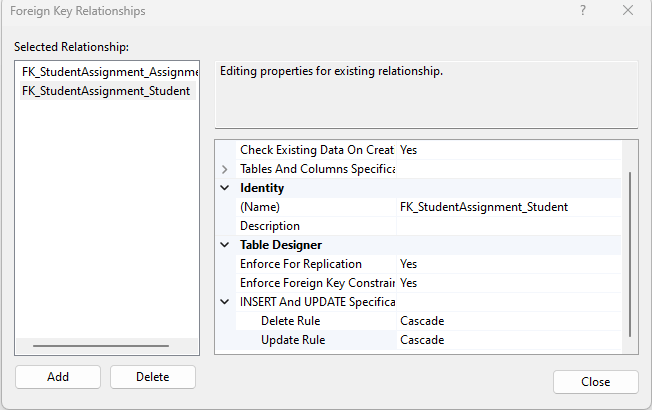 Foreign Key Relationships
?
Selected Relationship:
FK_StudentAssignment_Assignme
FK_StudentAssignment_Student
Editing properties for existing relationship.
Check Existing Data On Creat Yes
Tables And Columns Specifica
Identity
(Name) FK_StudentAssignment_Student
Description
Table Designer
Enforce For Replication Yes
Enforce Foreign Key Constrain Yes
INSERT And UPDATE Specifica
Delete Rule Cascade
Update Rule Cascade
Add Delete
Close